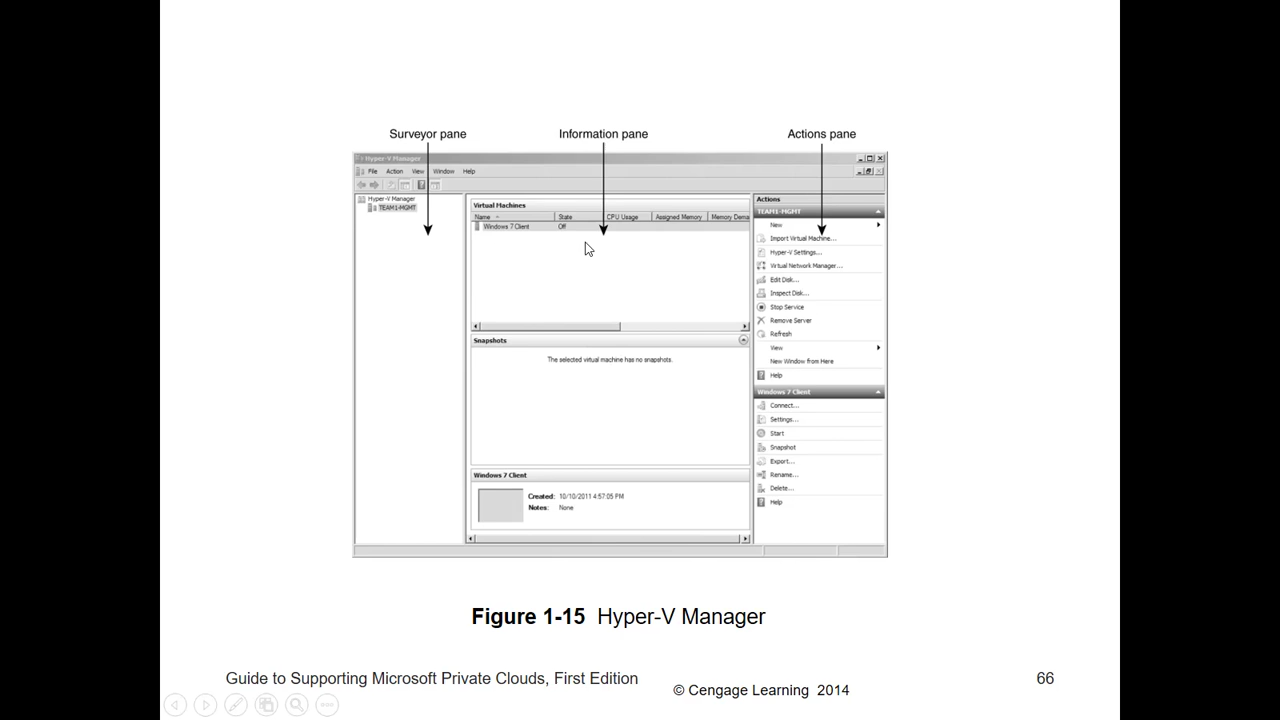 Surveyor pane Information pane Actions pane
Hyper-V Manager
File Action View Window Help
Hyper-V Manager
TEAM1-MGMT
Virtual Machines
Name State CPU Usage Assigned Memory Memory Dema
Windows 7 Client Off
Snapshots
The selected virtual machine has no snapshots.
Windows 7 Client
Created: 10/10/2011 4:57:05 PM
Notes: None
Actions
TEAM1-MGMT
New
Import Virtual Machine...
Hyper-V Settings...
Virtual Network Manager...
Edit Disk...
Inspect Disk...
Stop Service
Remove Server
Refresh
View
New Window from Here
Help
Windows 7 Client
Connect...
Settings...
Start
Snapshot
Export...
Rename...
Delete...
Help
Figure 1-15 Hyper-V Manager
Guide to Supporting Microsoft Private Clouds, First Edition
© Cengage Learning 2014
66